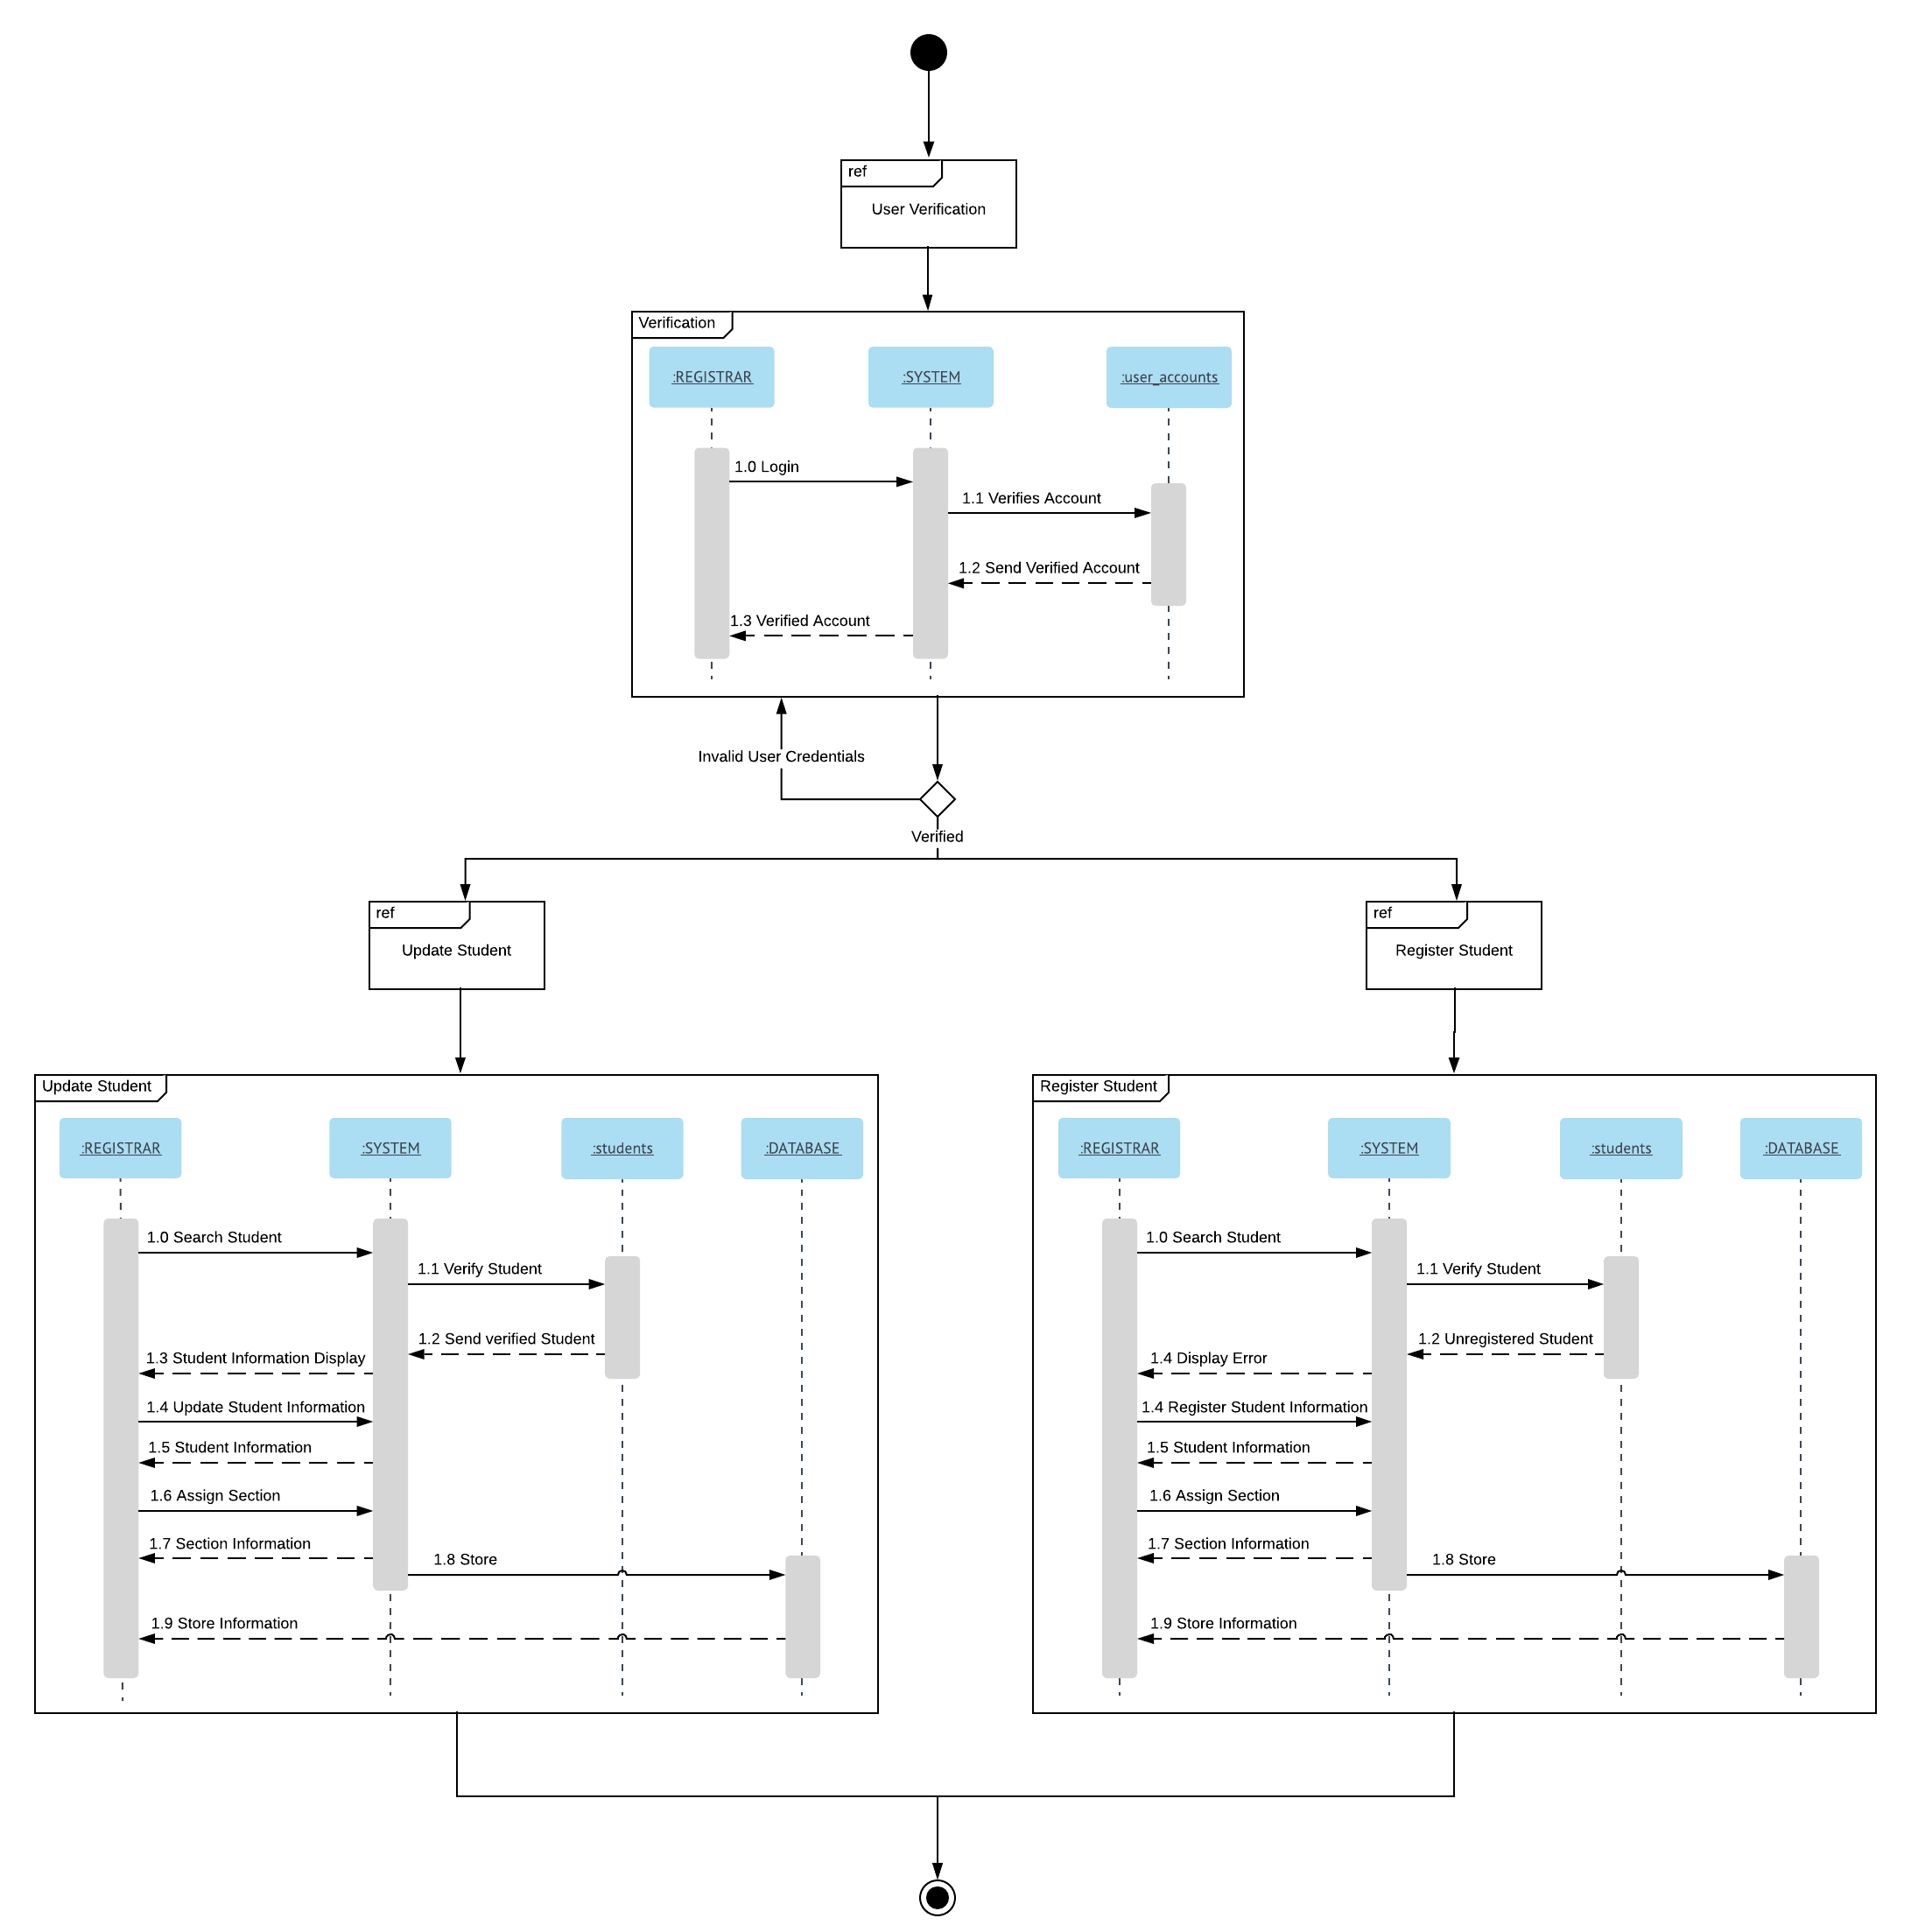 ref
User Verification
Verification
:REGISTRAR
:SYSTEM
:user_accounts
1.0 Login
1.1 Verifies Account
1.2 Send Verified Account
1.3 Verified Account
Invalid User Credentials
Verified
ref
Update Student
ref
Register Student
Update Student
:REGISTRAR
:SYSTEM
:students
:DATABASE
1.0 Search Student
1.1 Verify Student
1.2 Send verified Student
1.3 Student Information Display
1.4 Update Student Information
1.5 Student Information
1.6 Assign Section
1.7 Section Information
1.8 Store
1.9 Store Information
Register Student
:REGISTRAR
:SYSTEM
:students
:DATABASE
1.0 Search Student
1.1 Verify Student
1.2 Unregistered Student
1.4 Display Error
1.4 Register Student Information
1.5 Student Information
1.6 Assign Section
1.7 Section Information
1.8 Store
1.9 Store Information